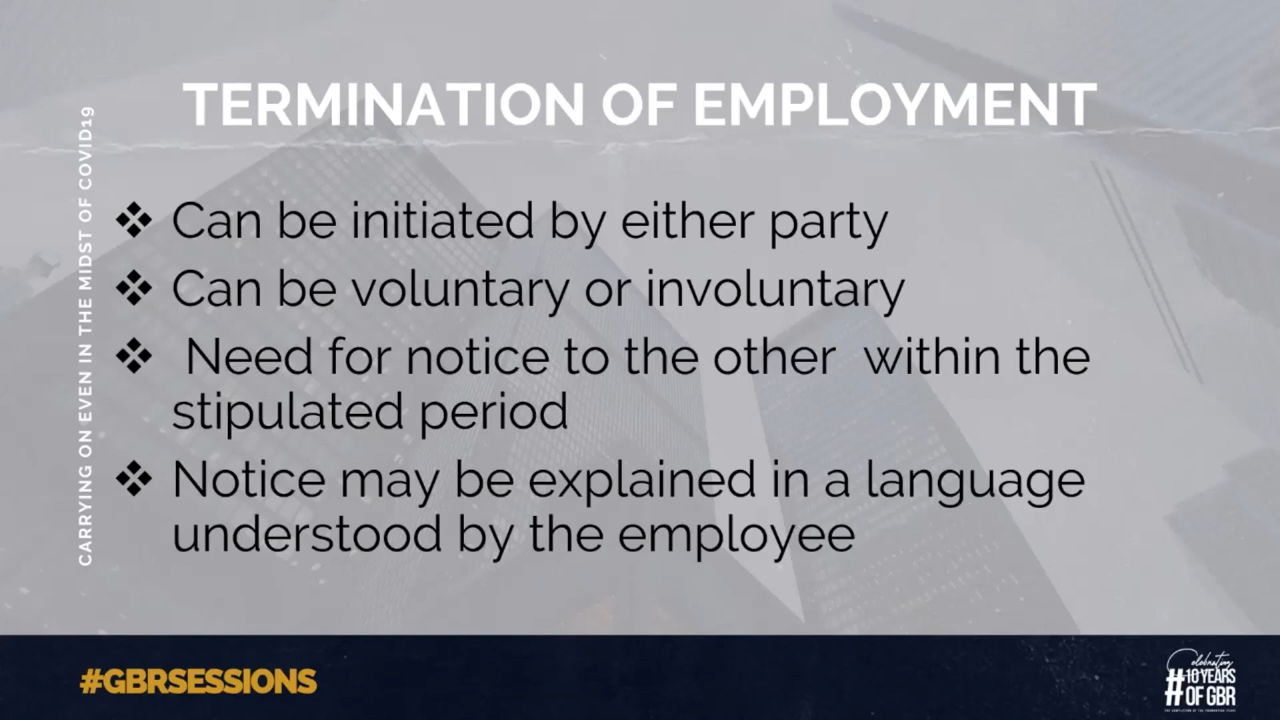 TERMINATION OF EMPLOYMENT
CARRYING ON EVEN IN THE MIDST OF COVID19
❖ Can be initiated by either party
❖ Can be voluntary or involuntary
❖ Need for notice to the other within the
stipulated period
❖ Notice may be explained in a language
understood by the employee
#GBRSESSIONS
Celebrating
#10 YEARS
OF GBR